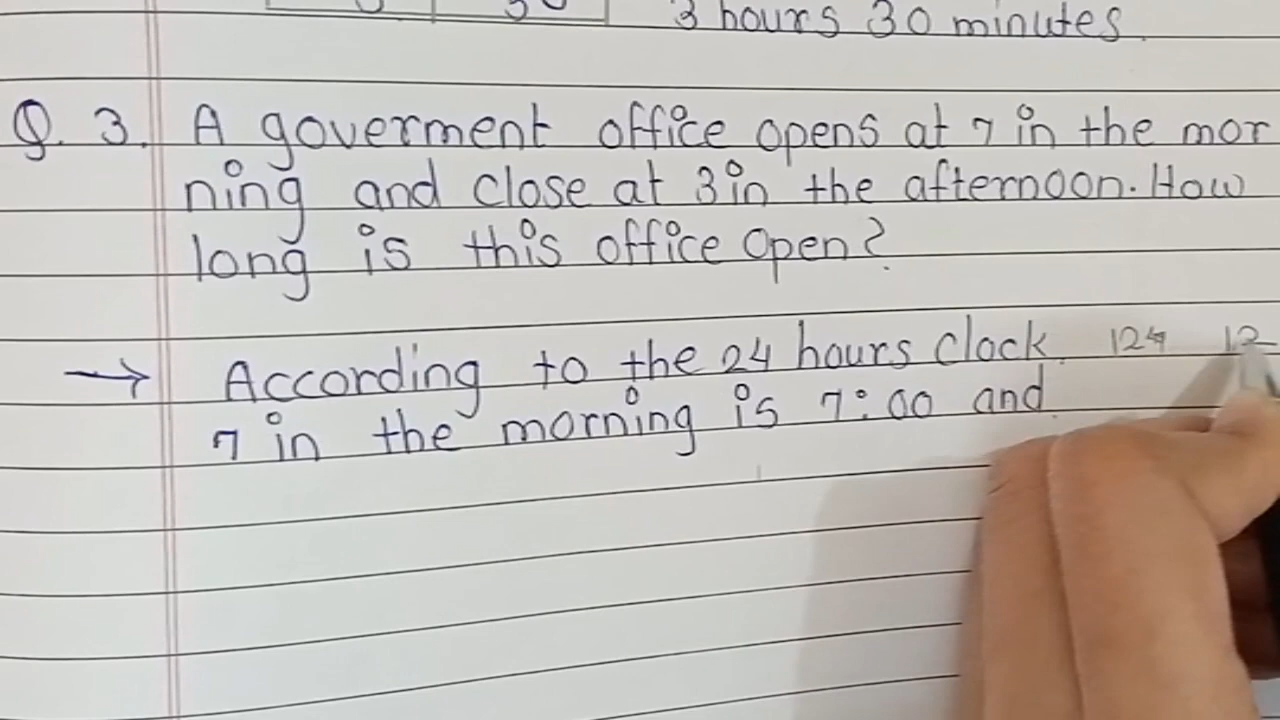 3 hours 30 minutes.
Q. 3. A goverment office opens at 7 in the mor
ning and close at 3 in the afternoon. How
long is this office open?
→ According to the 24 hours clock. 12
7 in the morning is 7:00 and